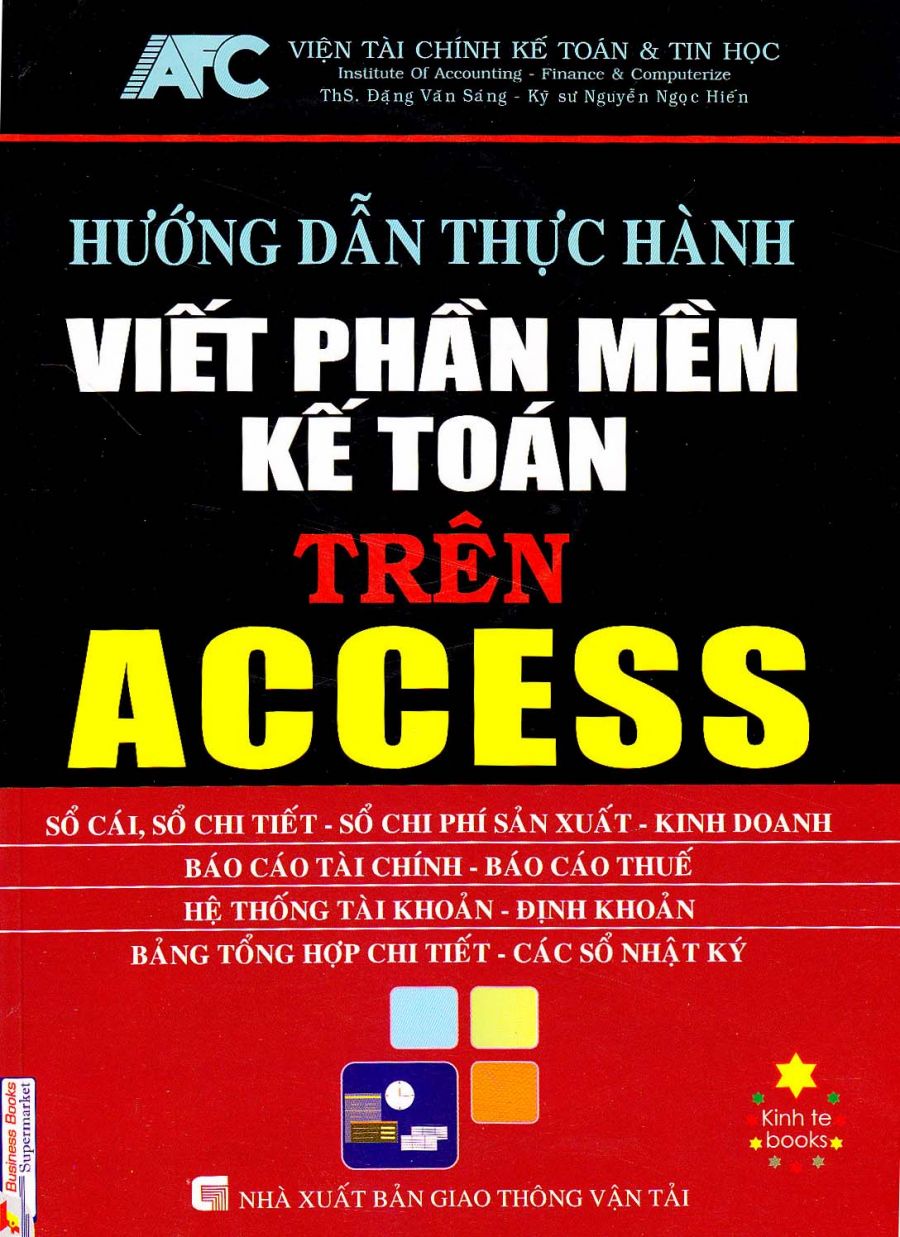 AFC
VIỆN TÀI CHÍNH KẾ TOÁN & TIN HỌC
Institute Of Accounting - Finance & Computerize
ThS. Đặng Văn Sáng - Kỹ sư Nguyễn Ngọc Hiến
HƯỚNG DẪN THỰC HÀNH
VIẾT PHẦN MỀM
KẾ TOÁN
TRÊN
ACCESS
SỔ CÁI, SỔ CHI TIẾT - SỔ CHI PHÍ SẢN XUẤT - KINH DOANH
BÁO CÁO TÀI CHÍNH - BÁO CÁO THUẾ
HỆ THỐNG TÀI KHOẢN - ĐỊNH KHOẢN
BẢNG TỔNG HỢP CHI TIẾT - CÁC SỔ NHẬT KÝ
Kinh te
books
Business Books
Supermarket
NHÀ XUẤT BẢN GIAO THÔNG VẬN TẢI